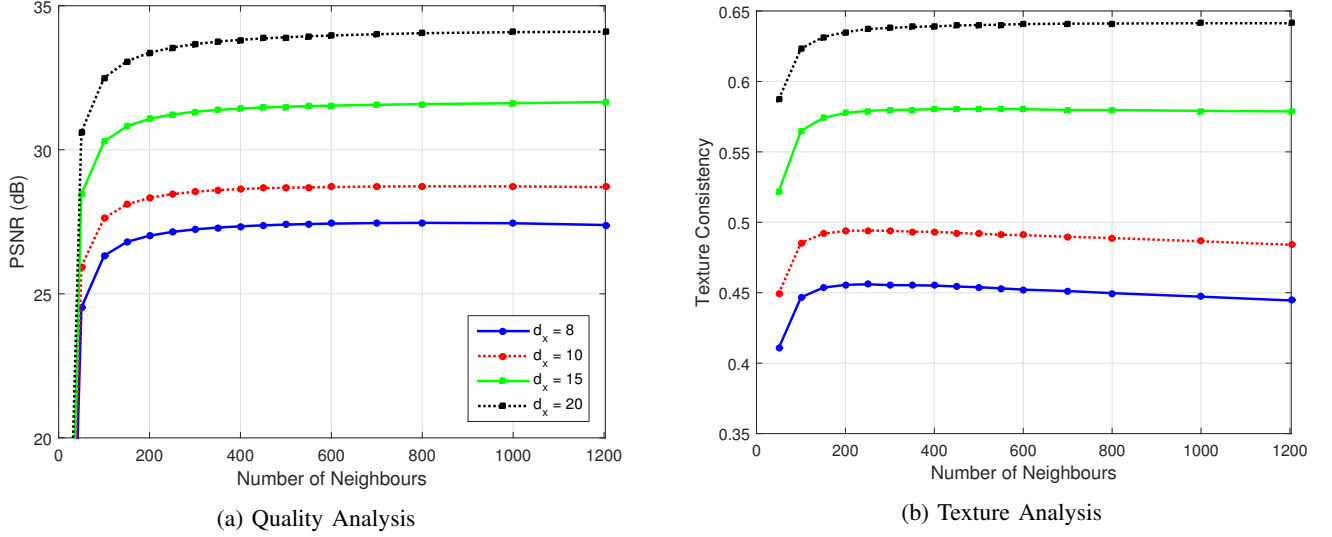 35
30
25
20
PSNR (dB)
0
200
400
600
800
1000
1200
Number of Neighbours
d_x = 8
d_x = 10
d_x = 15
d_x = 20
(a) Quality Analysis
0.65
0.6
0.55
0.5
0.45
0.4
0.35
Texture Consistency
0
200
400
600
800
1000
1200
Number of Neighbours
(b) Texture Analysis